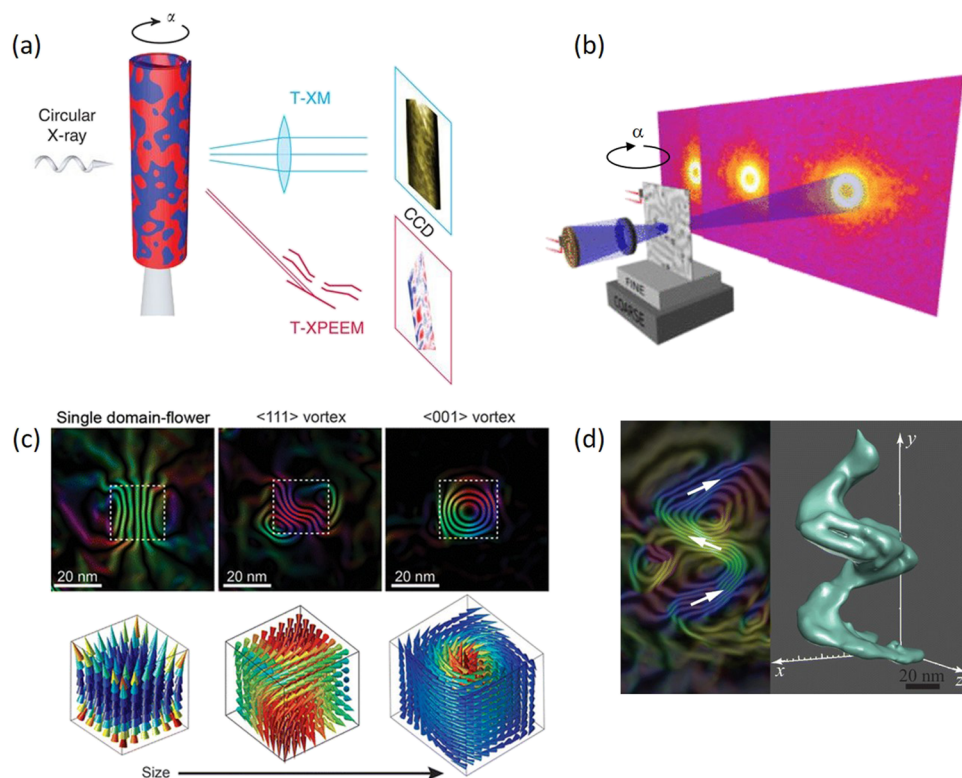 (a)
α
Circular
X-ray
T-XM
CCD
T-XPEEM
(b)
α
FINE
COARSE
(c)
Single domain-flower
<111> vortex
<001> vortex
20 nm
20 nm
20 nm
Size
(d)
y
x
z
20 nm